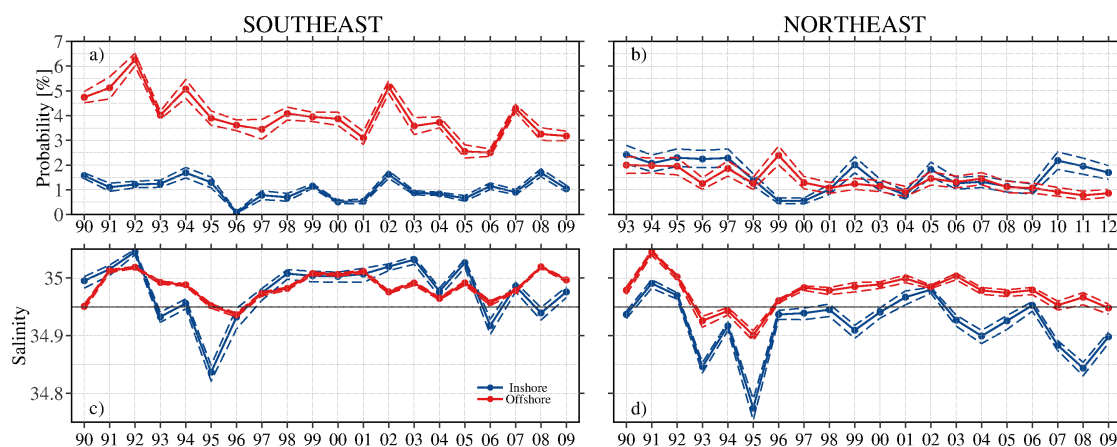 SOUTHEAST
NORTHEAST
a)
b)
Probability [%]
7
6
5
4
3
2
1
0
90 91 92 93 94 95 96 97 98 99 00 01 02 03 04 05 06 07 08 09
93 94 95 96 97 98 99 00 01 02 03 04 05 06 07 08 09 10 11 12
Salinity
35
34.9
34.8
c)
d)
Inshore
Offshore
90 91 92 93 94 95 96 97 98 99 00 01 02 03 04 05 06 07 08 09
90 91 92 93 94 95 96 97 98 99 00 01 02 03 04 05 06 07 08 09